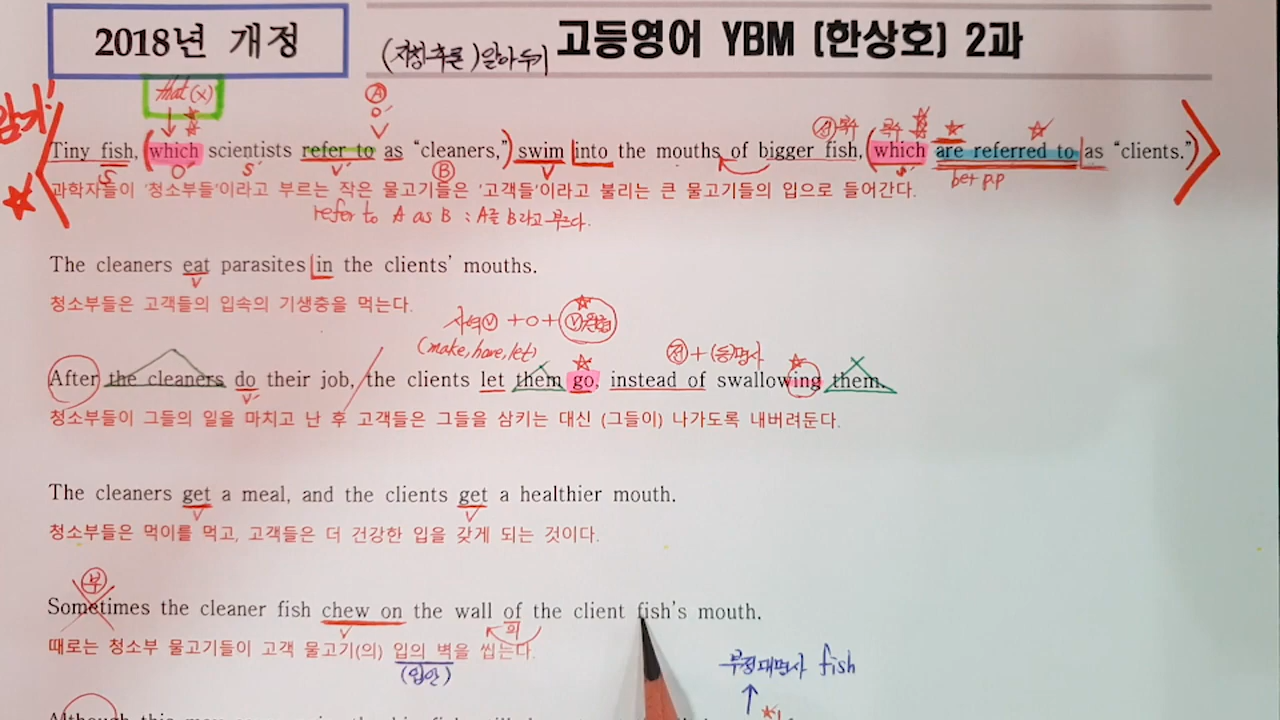 2018년 개정
(지칭추론)알아두기 고등영어 YBM [한상호] 2과
암기!
that (x)
A
O'
선 복수 복수
Tiny fish, (which scientists refer to as “cleaners,”) swim into the mouths of bigger fish, (which are referred to as “clients.”)
S O' S' V' B V S' be+pp
과학자들이 '청소부들'이라고 부르는 작은 물고기들은 '고객들'이라고 불리는 큰 물고기들의 입으로 들어간다.
refer to A as B : A를 B라고 부르다.
The cleaners eat parasites in the clients’ mouths.
V
청소부들은 고객들의 입속의 기생충을 먹는다.
사역V + O + V원형
(make, have, let)
전 + (동)명사
After the cleaners do their job, the clients let them go, instead of swallowing them.
V'
청소부들이 그들의 일을 마치고 난 후 고객들은 그들을 삼키는 대신 (그들이) 나가도록 내버려둔다.
The cleaners get a meal, and the clients get a healthier mouth.
V V
청소부들은 먹이를 먹고, 고객들은 더 건강한 입을 갖게 되는 것이다.
부
Sometimes the cleaner fish chew on the wall of the client fish’s mouth.
V 의
때로는 청소부 물고기들이 고객 물고기(의) 입의 벽을 씹는다.
(입안)
부정대명사 fish
Although this may